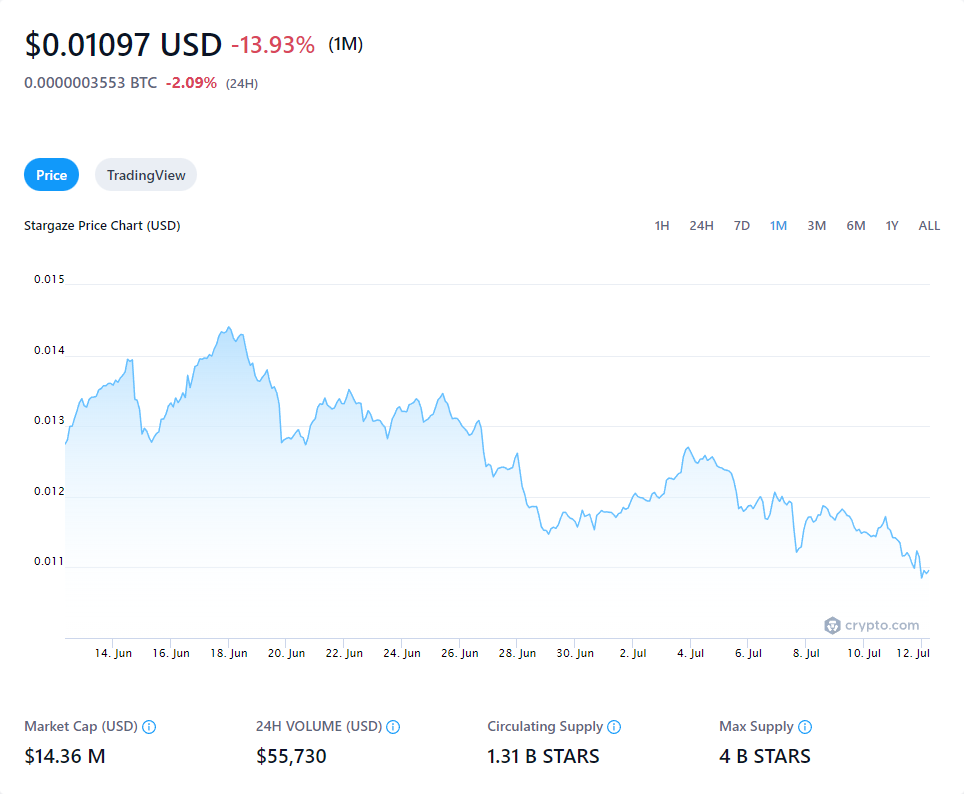 $0.01097 USD -13.93% (1M)
0.0000003553 BTC -2.09% (24H)
Price TradingView
Stargaze Price Chart (USD) 1H 24H 7D 1M 3M 6M 1Y ALL
0.015
0.014
0.013
0.012
0.011
crypto.com
14. Jun 16. Jun 18. Jun 20. Jun 22. Jun 24. Jun 26. Jun 28. Jun 30. Jun 2. Jul 4. Jul 6. Jul 8. Jul 10. Jul 12. Jul
Market Cap (USD) 24H VOLUME (USD) Circulating Supply Max Supply
$14.36 M $55,730 1.31 B STARS 4 B STARS